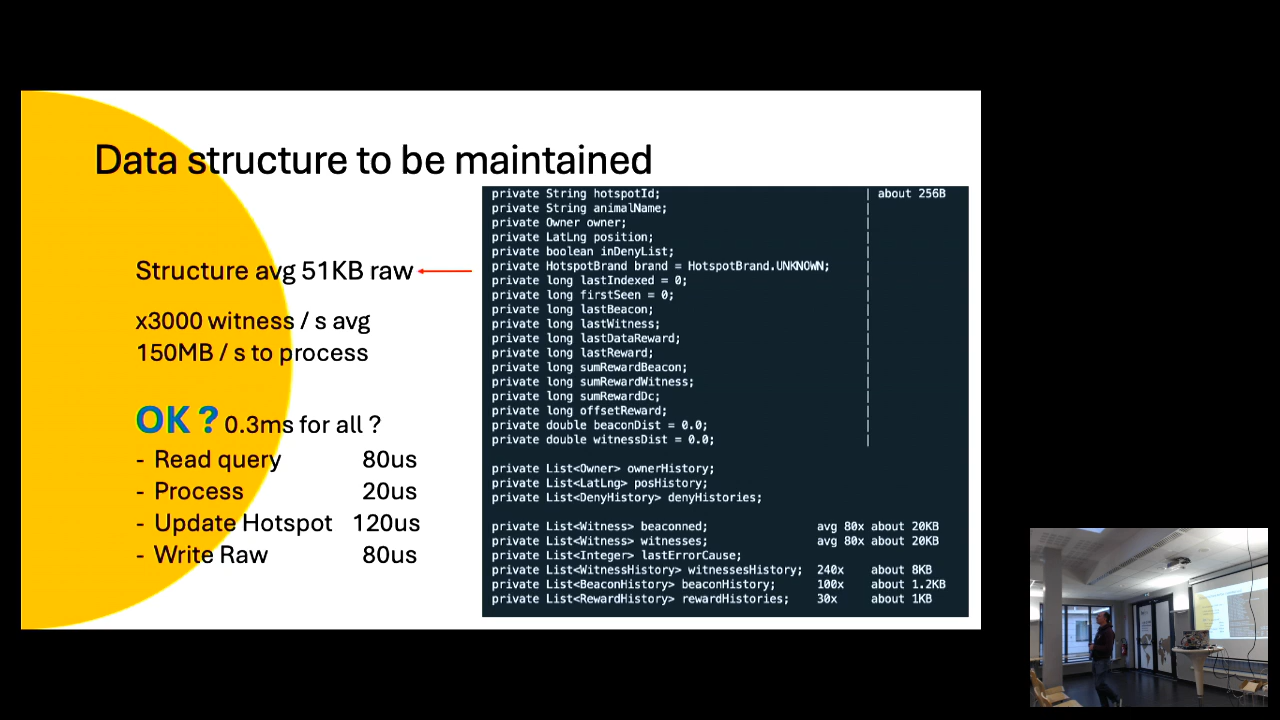 Data structure to be maintained
Structure avg 51KB raw
x3000 witness / s avg
150MB / s to process
OK ? 0.3ms for all ?
- Read query 80us
- Process 20us
- Update Hotspot 120us
- Write Raw 80us
private String hotspotId; | about 256B
private String animalName; |
private Owner owner; |
private LatLng position; |
private boolean inDenyList; |
private HotspotBrand brand = HotspotBrand.UNKNOWN; |
private long lastIndexed = 0; |
private long firstSeen = 0; |
private long lastBeacon; |
private long lastWitness; |
private long lastDataReward; |
private long lastReward; |
private long sumRewardBeacon; |
private long sumRewardWitness; |
private long sumRewardDc; |
private long offsetReward; |
private double beaconDist = 0.0; |
private double witnessDist = 0.0; |
private List<Owner> ownerHistory;
private List<LatLng> posHistory;
private List<DenyHistory> denyHistories;
private List<Witness> beaconned; avg 80x about 20KB
private List<Witness> witnesses; avg 80x about 20KB
private List<Integer> lastErrorCause;
private List<WitnessHistory> witnessesHistory; 240x about 8KB
private List<BeaconHistory> beaconHistory; 100x about 1.2KB
private List<RewardHistory> rewardHistories; 30x about 1KB